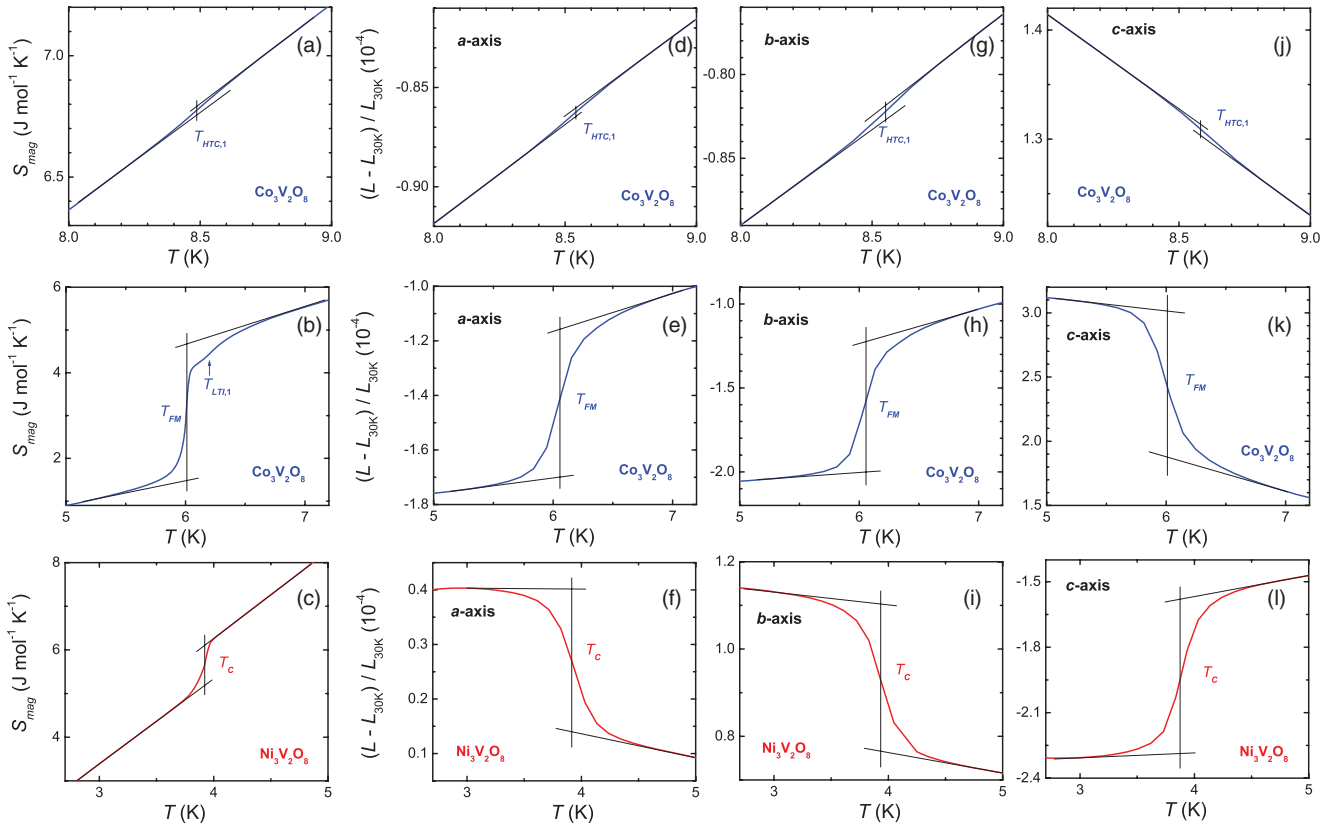 (a)
S_mag (J mol⁻¹ K⁻¹)
7.0
6.5
T_HTC,1
Co₃V₂O₈
8.0 8.5 9.0
T (K)
(d)
a-axis
(L - L_30K) / L_30K (10⁻⁴)
-0.85
-0.90
T_HTC,1
Co₃V₂O₈
8.0 8.5 9.0
T (K)
(g)
b-axis
-0.80
-0.85
T_HTC,1
Co₃V₂O₈
8.0 8.5 9.0
T (K)
(j)
c-axis
1.4
1.3
T_HTC,1
Co₃V₂O₈
8.0 8.5 9.0
T (K)
(b)
S_mag (J mol⁻¹ K⁻¹)
6
4
2
T_LTI,1
T_FM
Co₃V₂O₈
5 6 7
T (K)
(e)
a-axis
(L - L_30K) / L_30K (10⁻⁴)
-1.0
-1.2
-1.4
-1.6
-1.8
T_FM
Co₃V₂O₈
5 6 7
T (K)
(h)
b-axis
-1.0
-1.5
-2.0
T_FM
Co₃V₂O₈
5 6 7
T (K)
(k)
c-axis
3.0
2.5
2.0
1.5
T_FM
Co₃V₂O₈
5 6 7
T (K)
(c)
S_mag (J mol⁻¹ K⁻¹)
8
6
4
T_C
Ni₃V₂O₈
3 4 5
T (K)
(f)
a-axis
(L - L_30K) / L_30K (10⁻⁴)
0.4
0.3
0.2
0.1
T_C
Ni₃V₂O₈
3 4 5
T (K)
(i)
b-axis
1.2
1.0
0.8
T_C
Ni₃V₂O₈
3 4 5
T (K)
(l)
c-axis
-1.5
-1.8
-2.1
-2.4
T_C
Ni₃V₂O₈
3 4 5
T (K)